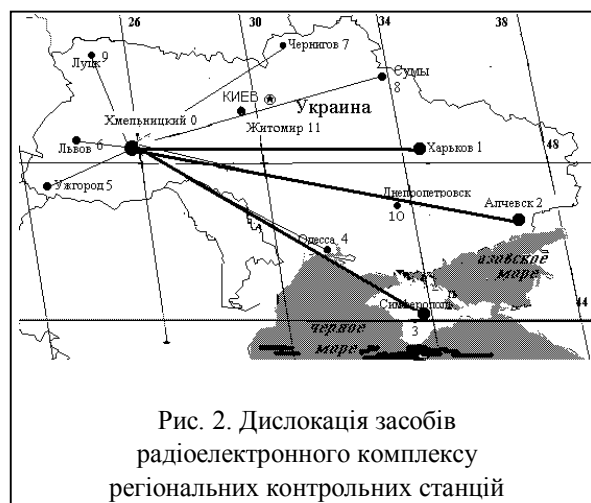 26 30 34 38
Луцк 9
Чернигов 7
Сумы
8
КИЕВ
Украина
Хмельницкий 0
Житомир 11
Львов 6
Харьков 1
48
Ужгород 5
Днепропетровск
10
Алчевск 2
Одесса 4
азовское
море
Симферополь
3
44
черное
море
Рис. 2. Дислокація засобів
радіоелектронного комплексу
регіональних контрольних станцій